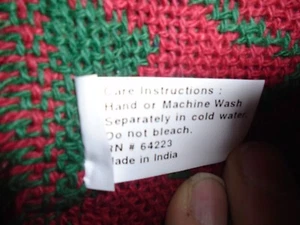 Care Instructions :
Hand or Machine Wash
Separately in cold water.
Do not bleach.
RN # 64223
Made in India